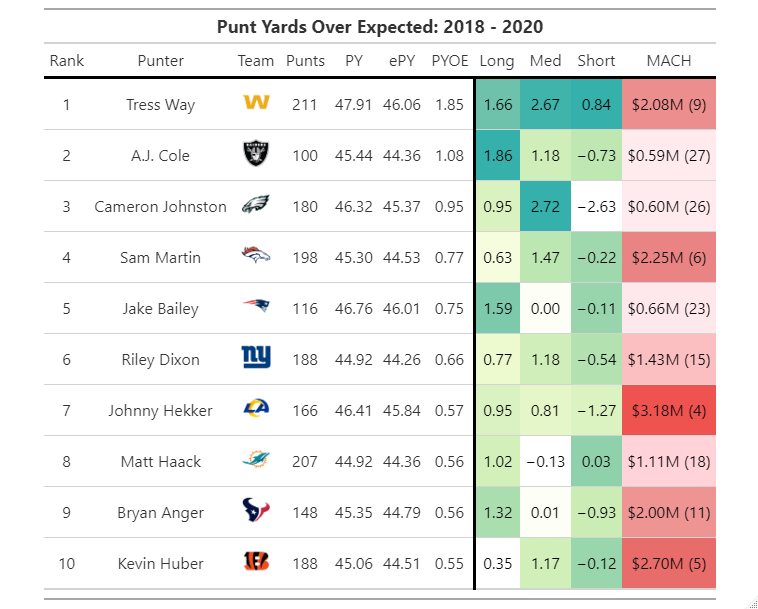 Punt Yards Over Expected: 2018 - 2020
Rank Punter Team Punts PY ePY PYOE Long Med Short MACH
1 Tress Way W 211 47.91 46.06 1.85 1.66 2.67 0.84 $2.08M (9)
2 A.J. Cole RAIDERS 100 45.44 44.36 1.08 1.86 1.18 −0.73 $0.59M (27)
3 Cameron Johnston 180 46.32 45.37 0.95 0.95 2.72 −2.63 $0.60M (26)
4 Sam Martin 198 45.30 44.53 0.77 0.63 1.47 −0.22 $2.25M (6)
5 Jake Bailey 116 46.76 46.01 0.75 1.59 0.00 −0.11 $0.66M (23)
6 Riley Dixon ny 188 44.92 44.26 0.66 0.77 1.18 −0.54 $1.43M (15)
7 Johnny Hekker LA 166 46.41 45.84 0.57 0.95 0.81 −1.27 $3.18M (4)
8 Matt Haack 207 44.92 44.36 0.56 1.02 −0.13 0.03 $1.11M (18)
9 Bryan Anger 148 45.35 44.79 0.56 1.32 0.01 −0.93 $2.00M (11)
10 Kevin Huber 188 45.06 44.51 0.55 0.35 1.17 −0.12 $2.70M (5)